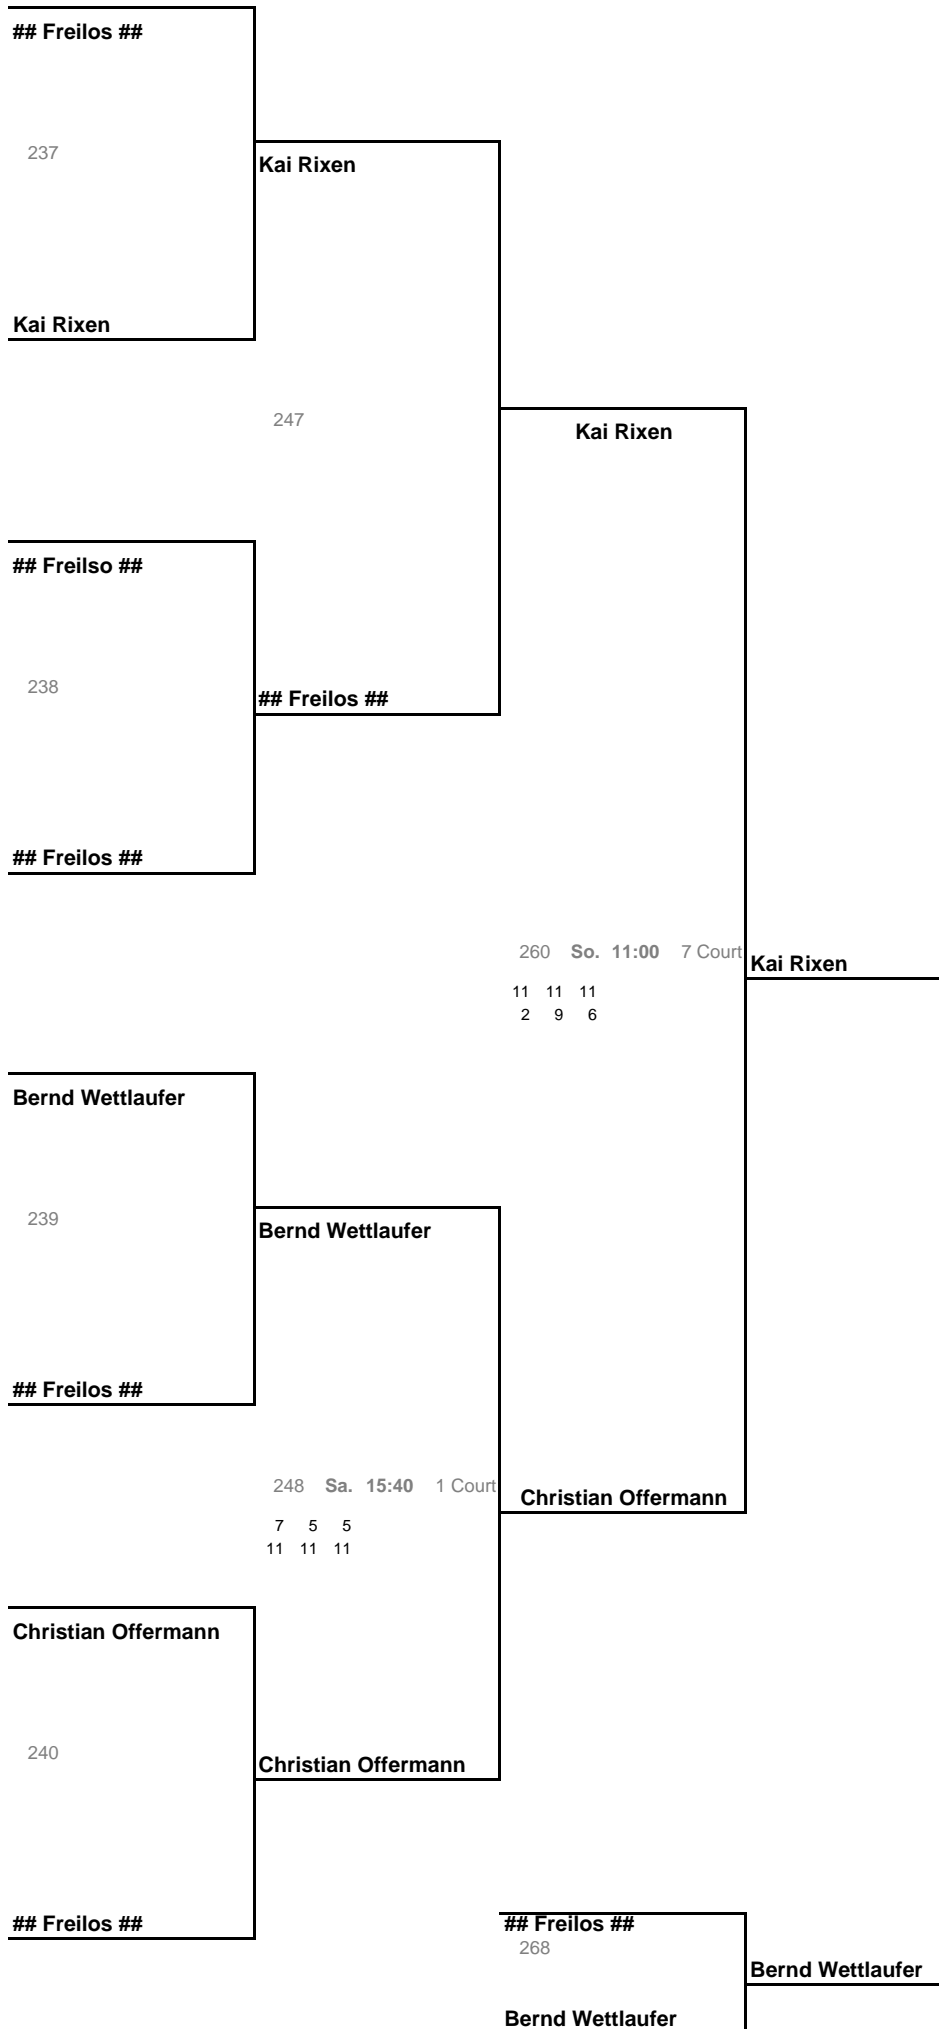 ## Freilos ##
237
Kai Rixen
Kai Rixen
247
Kai Rixen
## Freilso ##
238
## Freilos ##
## Freilos ##
260 So. 11:00 7 Court
Kai Rixen
11 11 11
2 9 6
Bernd Wettlaufer
239
Bernd Wettlaufer
## Freilos ##
248 Sa. 15:40 1 Court
Christian Offermann
7 5 5
11 11 11
Christian Offermann
240
Christian Offermann
## Freilos ##
## Freilos ##
268
Bernd Wettlaufer
Bernd Wettlaufer